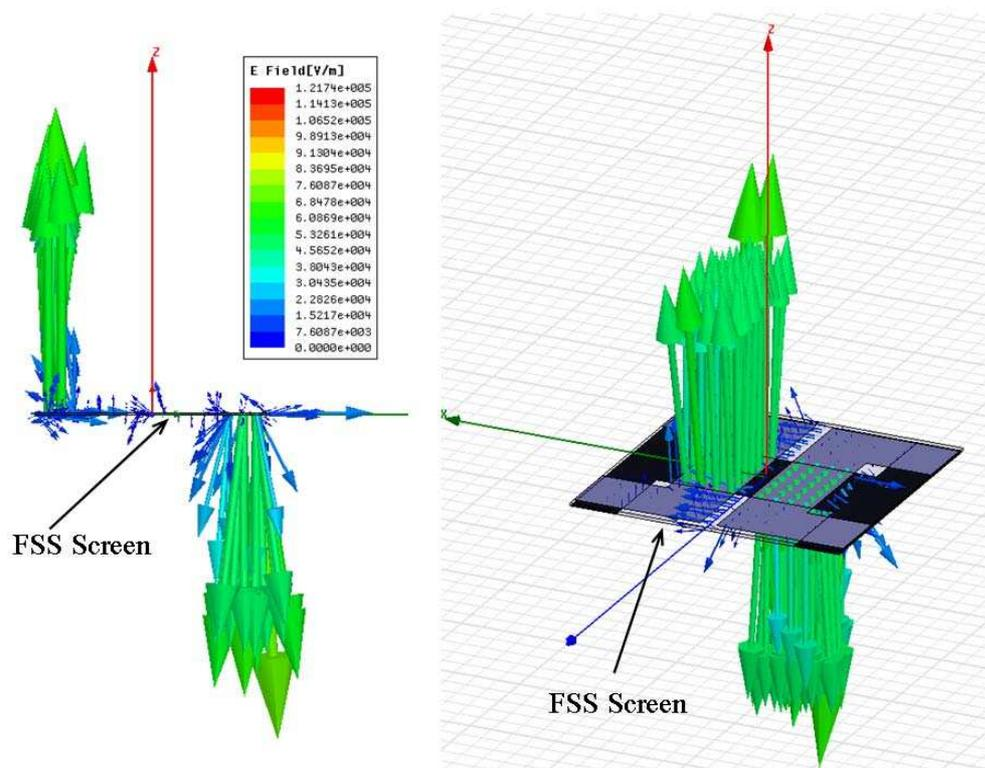 Z
E Field[V/m]
1.2174e+005
1.1413e+005
1.0652e+005
9.8913e+004
9.1304e+004
8.3695e+004
7.6087e+004
6.8478e+004
6.0869e+004
5.3261e+004
4.5652e+004
3.8043e+004
3.0435e+004
2.2826e+004
1.5217e+004
7.6087e+003
0.0000e+000
FSS Screen
Z
X
FSS Screen